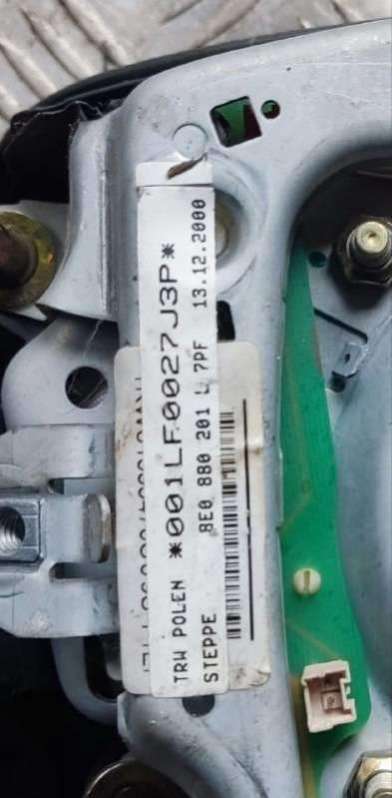 TRW POLEN *001LF0027J3P*
STEPPE 8E0 880 201 L 7PF 13.12.2000